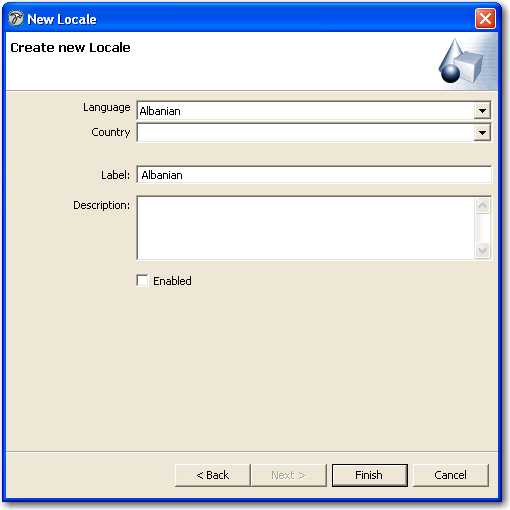 New Locale
Create new Locale
Language Albanian
Country
Label: Albanian
Description:
Enabled
< Back Next > Finish Cancel